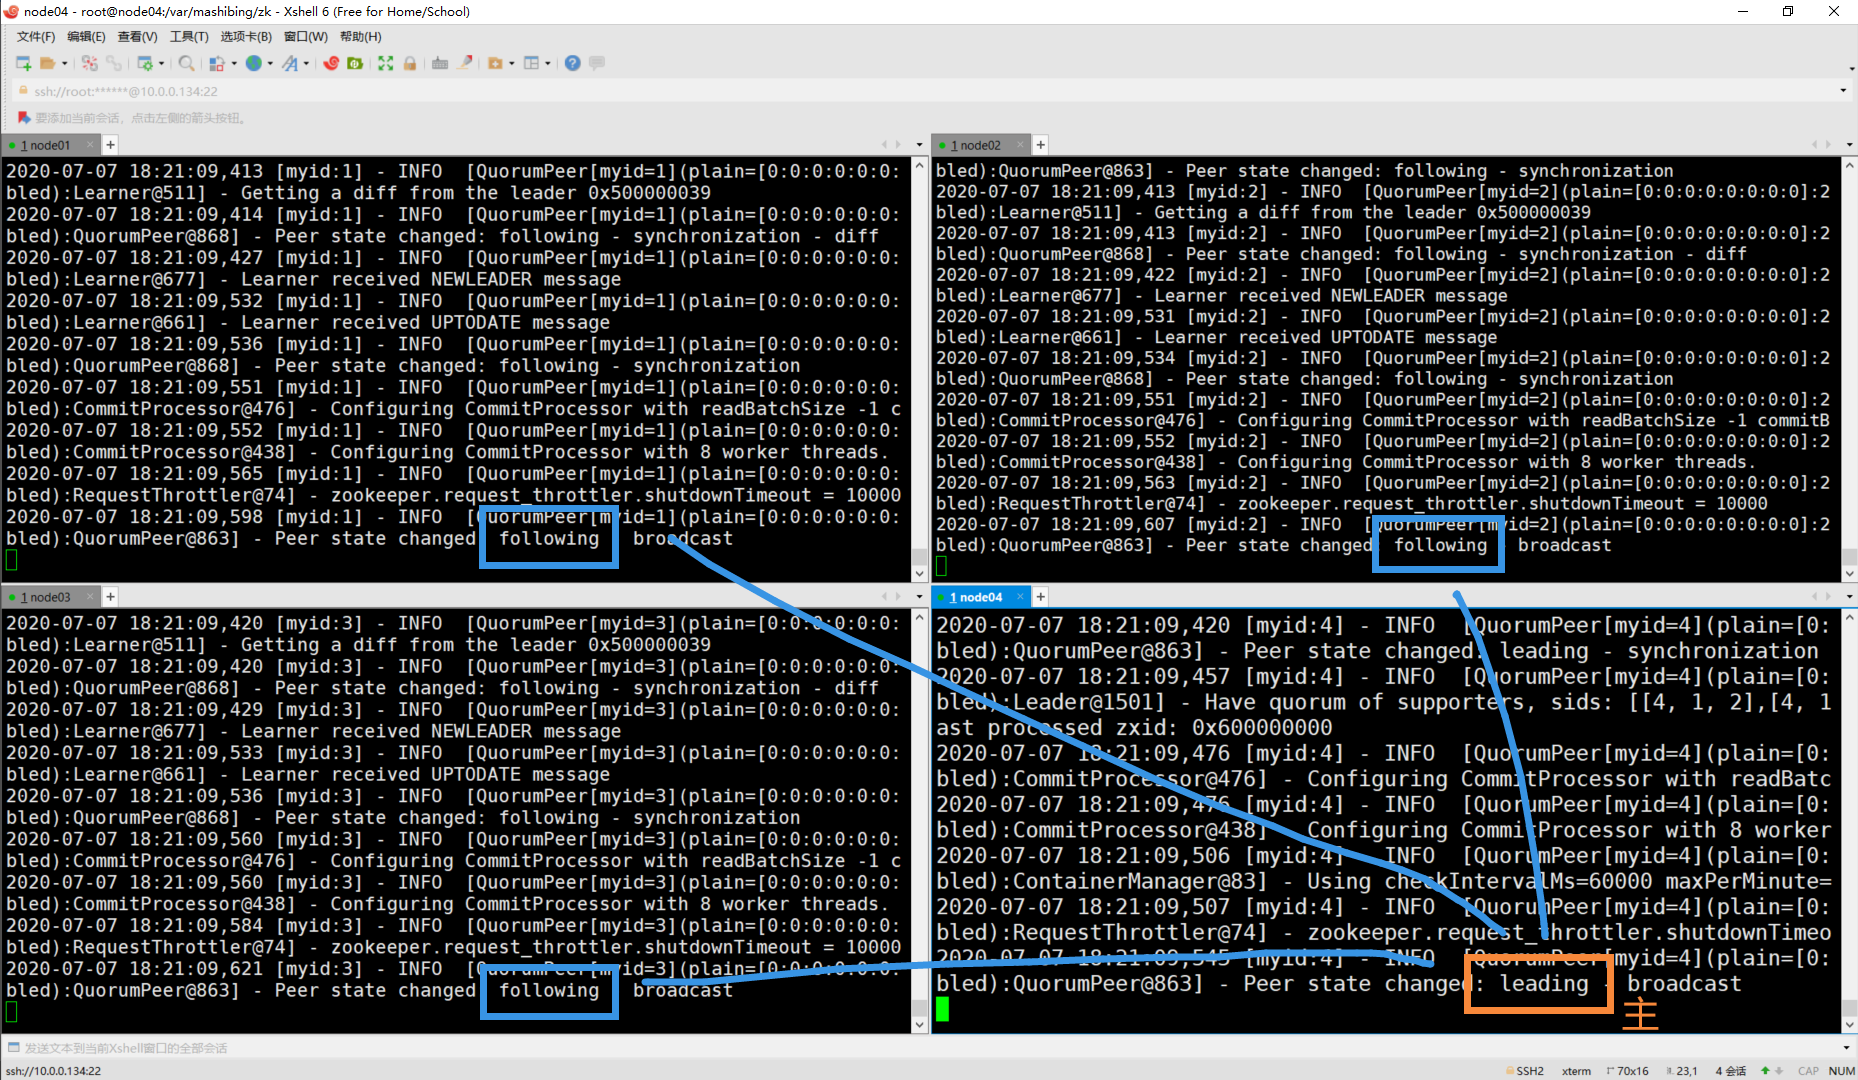 node04 - root@node04:/var/mashibing/zk - Xshell 6 (Free for Home/School)
文件(F) 编辑(E) 查看(V) 工具(T) 选项卡(B) 窗口(W) 帮助(H)
ssh://root:******@10.0.0.134:22
要添加当前会话，点击左侧的箭头按钮。
1 node01
2020-07-07 18:21:09,413 [myid:1] - INFO  [QuorumPeer[myid=1](plain=[0:0:0:0:0:0:
bled):Learner@511] - Getting a diff from the leader 0x500000039
2020-07-07 18:21:09,414 [myid:1] - INFO  [QuorumPeer[myid=1](plain=[0:0:0:0:0:0:
bled):QuorumPeer@868] - Peer state changed: following - synchronization - diff
2020-07-07 18:21:09,427 [myid:1] - INFO  [QuorumPeer[myid=1](plain=[0:0:0:0:0:0:
bled):Learner@677] - Learner received NEWLEADER message
2020-07-07 18:21:09,532 [myid:1] - INFO  [QuorumPeer[myid=1](plain=[0:0:0:0:0:0:
bled):Learner@661] - Learner received UPTODATE message
2020-07-07 18:21:09,536 [myid:1] - INFO  [QuorumPeer[myid=1](plain=[0:0:0:0:0:0:
bled):QuorumPeer@868] - Peer state changed: following - synchronization
2020-07-07 18:21:09,551 [myid:1] - INFO  [QuorumPeer[myid=1](plain=[0:0:0:0:0:0:
bled):CommitProcessor@476] - Configuring CommitProcessor with readBatchSize -1 c
2020-07-07 18:21:09,552 [myid:1] - INFO  [QuorumPeer[myid=1](plain=[0:0:0:0:0:0:
bled):CommitProcessor@438] - Configuring CommitProcessor with 8 worker threads.
2020-07-07 18:21:09,565 [myid:1] - INFO  [QuorumPeer[myid=1](plain=[0:0:0:0:0:0:
bled):RequestThrottler@74] - zookeeper.request_throttler.shutdownTimeout = 10000
2020-07-07 18:21:09,598 [myid:1] - INFO  [QuorumPeer[myid=1](plain=[0:0:0:0:0:0:
bled):QuorumPeer@863] - Peer state changed following broadcast
1 node02
bled):QuorumPeer@863] - Peer state changed: following - synchronization
2020-07-07 18:21:09,413 [myid:2] - INFO  [QuorumPeer[myid=2](plain=[0:0:0:0:0:0:0:0]:2
bled):Learner@511] - Getting a diff from the leader 0x500000039
2020-07-07 18:21:09,413 [myid:2] - INFO  [QuorumPeer[myid=2](plain=[0:0:0:0:0:0:0:0]:2
bled):QuorumPeer@868] - Peer state changed: following - synchronization - diff
2020-07-07 18:21:09,422 [myid:2] - INFO  [QuorumPeer[myid=2](plain=[0:0:0:0:0:0:0:0]:2
bled):Learner@677] - Learner received NEWLEADER message
2020-07-07 18:21:09,531 [myid:2] - INFO  [QuorumPeer[myid=2](plain=[0:0:0:0:0:0:0:0]:2
bled):Learner@661] - Learner received UPTODATE message
2020-07-07 18:21:09,534 [myid:2] - INFO  [QuorumPeer[myid=2](plain=[0:0:0:0:0:0:0:0]:2
bled):QuorumPeer@868] - Peer state changed: following - synchronization
2020-07-07 18:21:09,551 [myid:2] - INFO  [QuorumPeer[myid=2](plain=[0:0:0:0:0:0:0:0]:2
bled):CommitProcessor@476] - Configuring CommitProcessor with readBatchSize -1 commitB
2020-07-07 18:21:09,552 [myid:2] - INFO  [QuorumPeer[myid=2](plain=[0:0:0:0:0:0:0:0]:2
bled):CommitProcessor@438] - Configuring CommitProcessor with 8 worker threads.
2020-07-07 18:21:09,563 [myid:2] - INFO  [QuorumPeer[myid=2](plain=[0:0:0:0:0:0:0:0]:2
bled):RequestThrottler@74] - zookeeper.request_throttler.shutdownTimeout = 10000
2020-07-07 18:21:09,607 [myid:2] - INFO  [QuorumPeer[myid=2](plain=[0:0:0:0:0:0:0:0]:2
bled):QuorumPeer@863] - Peer state changed following broadcast
1 node03
2020-07-07 18:21:09,420 [myid:3] - INFO  [QuorumPeer[myid=3](plain=[0:0:0:0:0:0:
bled):Learner@511] - Getting a diff from the leader 0x500000039
2020-07-07 18:21:09,420 [myid:3] - INFO  [QuorumPeer[myid=3](plain=[0:0:0:0:0:0:
bled):QuorumPeer@868] - Peer state changed: following - synchronization - diff
2020-07-07 18:21:09,429 [myid:3] - INFO  [QuorumPeer[myid=3](plain=[0:0:0:0:0:0:
bled):Learner@677] - Learner received NEWLEADER message
2020-07-07 18:21:09,533 [myid:3] - INFO  [QuorumPeer[myid=3](plain=[0:0:0:0:0:0:
bled):Learner@661] - Learner received UPTODATE message
2020-07-07 18:21:09,536 [myid:3] - INFO  [QuorumPeer[myid=3](plain=[0:0:0:0:0:0:
bled):QuorumPeer@868] - Peer state changed: following - synchronization
2020-07-07 18:21:09,560 [myid:3] - INFO  [QuorumPeer[myid=3](plain=[0:0:0:0:0:0:
bled):CommitProcessor@476] - Configuring CommitProcessor with readBatchSize -1 c
2020-07-07 18:21:09,560 [myid:3] - INFO  [QuorumPeer[myid=3](plain=[0:0:0:0:0:0:
bled):CommitProcessor@438] - Configuring CommitProcessor with 8 worker threads.
2020-07-07 18:21:09,584 [myid:3] - INFO  [QuorumPeer[myid=3](plain=[0:0:0:0:0:0:
bled):RequestThrottler@74] - zookeeper.request_throttler.shutdownTimeout = 10000
2020-07-07 18:21:09,621 [myid:3] - INFO  [QuorumPeer[myid=3](plain=[0:0:0:0:0:0:
bled):QuorumPeer@863] - Peer state changed following broadcast
1 node04
2020-07-07 18:21:09,420 [myid:4] - INFO  [QuorumPeer[myid=4](plain=[0:
bled):QuorumPeer@863] - Peer state changed: leading - synchronization
2020-07-07 18:21:09,457 [myid:4] - INFO  [QuorumPeer[myid=4](plain=[0:
bled):Leader@1501] - Have quorum of supporters, sids: [[4, 1, 2],[4, 1
ast processed zxid: 0x600000000
2020-07-07 18:21:09,476 [myid:4] - INFO  [QuorumPeer[myid=4](plain=[0:
bled):CommitProcessor@476] - Configuring CommitProcessor with readBatc
2020-07-07 18:21:09,476 [myid:4] - INFO  [QuorumPeer[myid=4](plain=[0:
bled):CommitProcessor@438] - Configuring CommitProcessor with 8 worker
2020-07-07 18:21:09,506 [myid:4] - INFO  [QuorumPeer[myid=4](plain=[0:
bled):ContainerManager@83] - Using checkIntervalMs=60000 maxPerMinute=
2020-07-07 18:21:09,507 [myid:4] - INFO  [QuorumPeer[myid=4](plain=[0:
bled):RequestThrottler@74] - zookeeper.request_throttler.shutdownTimeo
2020-07-07 18:21:09,545 [myid:4] - INFO  [QuorumPeer[myid=4](plain=[0:
bled):QuorumPeer@863] - Peer state changed: leading - broadcast
主
发送文本到当前Xshell窗口的全部会话
ssh://10.0.0.134:22 SSH2 xterm 70x16 23,1 4 会话 CAP NUM